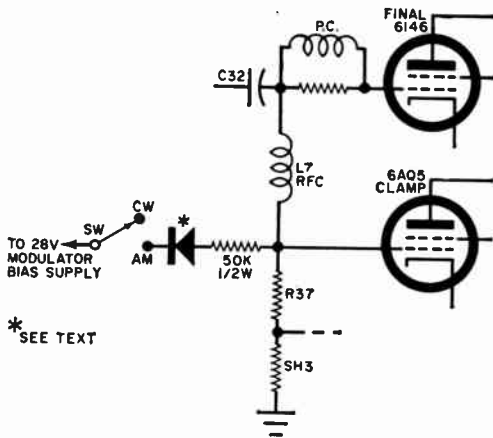 FINAL
6146
P.C.
C32
L7
RFC
6AQ5
CLAMP
CW
SW
*
TO 28V
MODULATOR
BIAS SUPPLY
AM
50K
1/2W
R37
*SEE TEXT
SH3